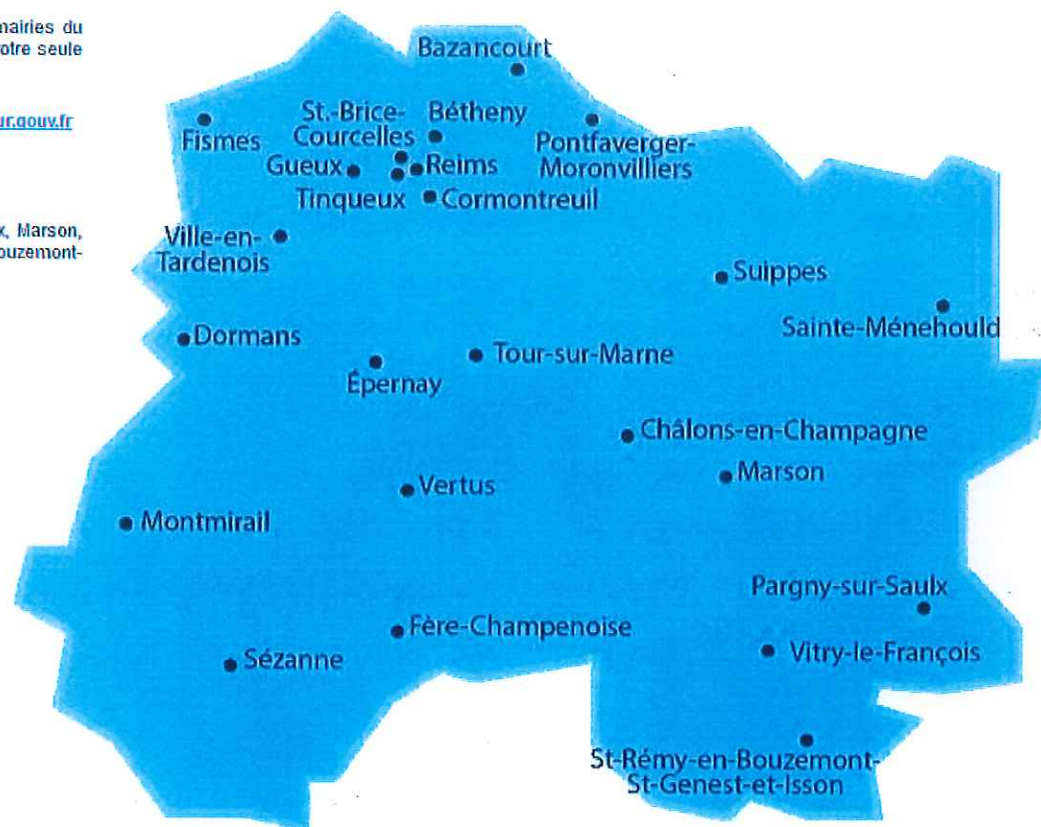 mairies du
otre seule
ur.gouv.fr
x, Marson,
ouzemont-
Bazancourt
St.-Brice-
Courcelles
Bétheny
Fismes
Pontfaverger-
Moronvilliers
Gueux
Reims
Tinqueux
Cormontreuil
Ville-en-
Tardenois
Suippes
Sainte-Ménehould
Dormans
Tour-sur-Marne
Épernay
Châlons-en-Champagne
Marson
Vertus
Montmirail
Pargny-sur-Saulx
Fère-Champenoise
Vitry-le-François
Sézanne
St-Rémy-en-Bouzemont-
St-Genest-et-Isson